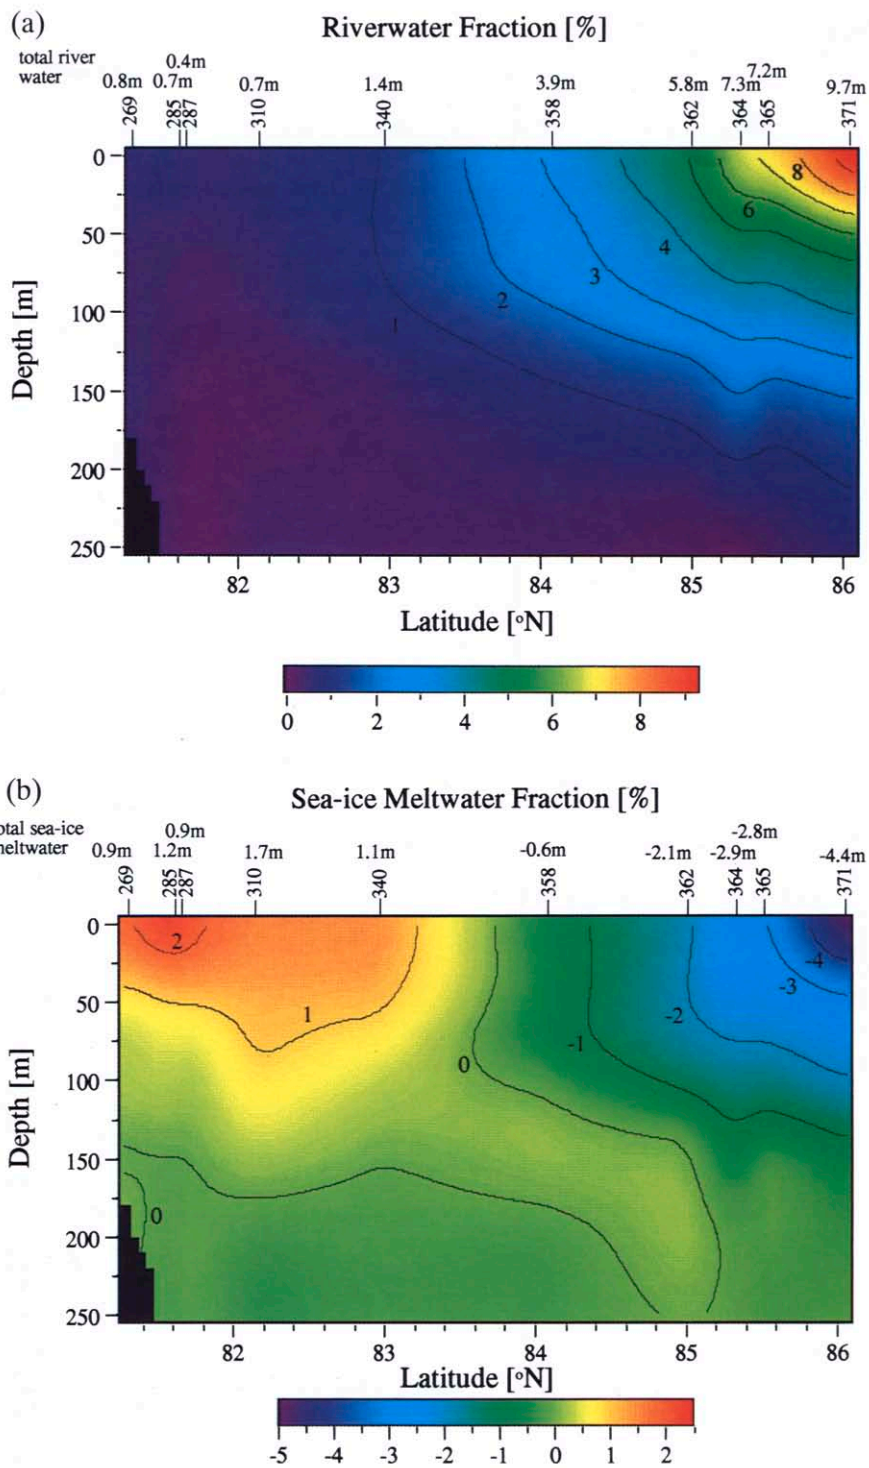 (a)
Riverwater Fraction [%]
total river
water
0.8m 0.7m 0.4m 0.7m 1.4m 3.9m 5.8m 7.3m 7.2m 9.7m
269 285 287 310 340 358 362 364 365 371
0
50
100
150
200
250
Depth [m]
1 2 3 4 6 8
82 83 84 85 86
Latitude [°N]
0 2 4 6 8
(b)
Sea-ice Meltwater Fraction [%]
otal sea-ice
neltwater
0.9m 1.2m 0.9m 1.7m 1.1m -0.6m -2.1m -2.9m -2.8m -4.4m
269 285 287 310 340 358 362 364 365 371
0
50
100
150
200
250
Depth [m]
2 1 0 -1 -2 -3 -4
0
82 83 84 85 86
Latitude [°N]
-5 -4 -3 -2 -1 0 1 2